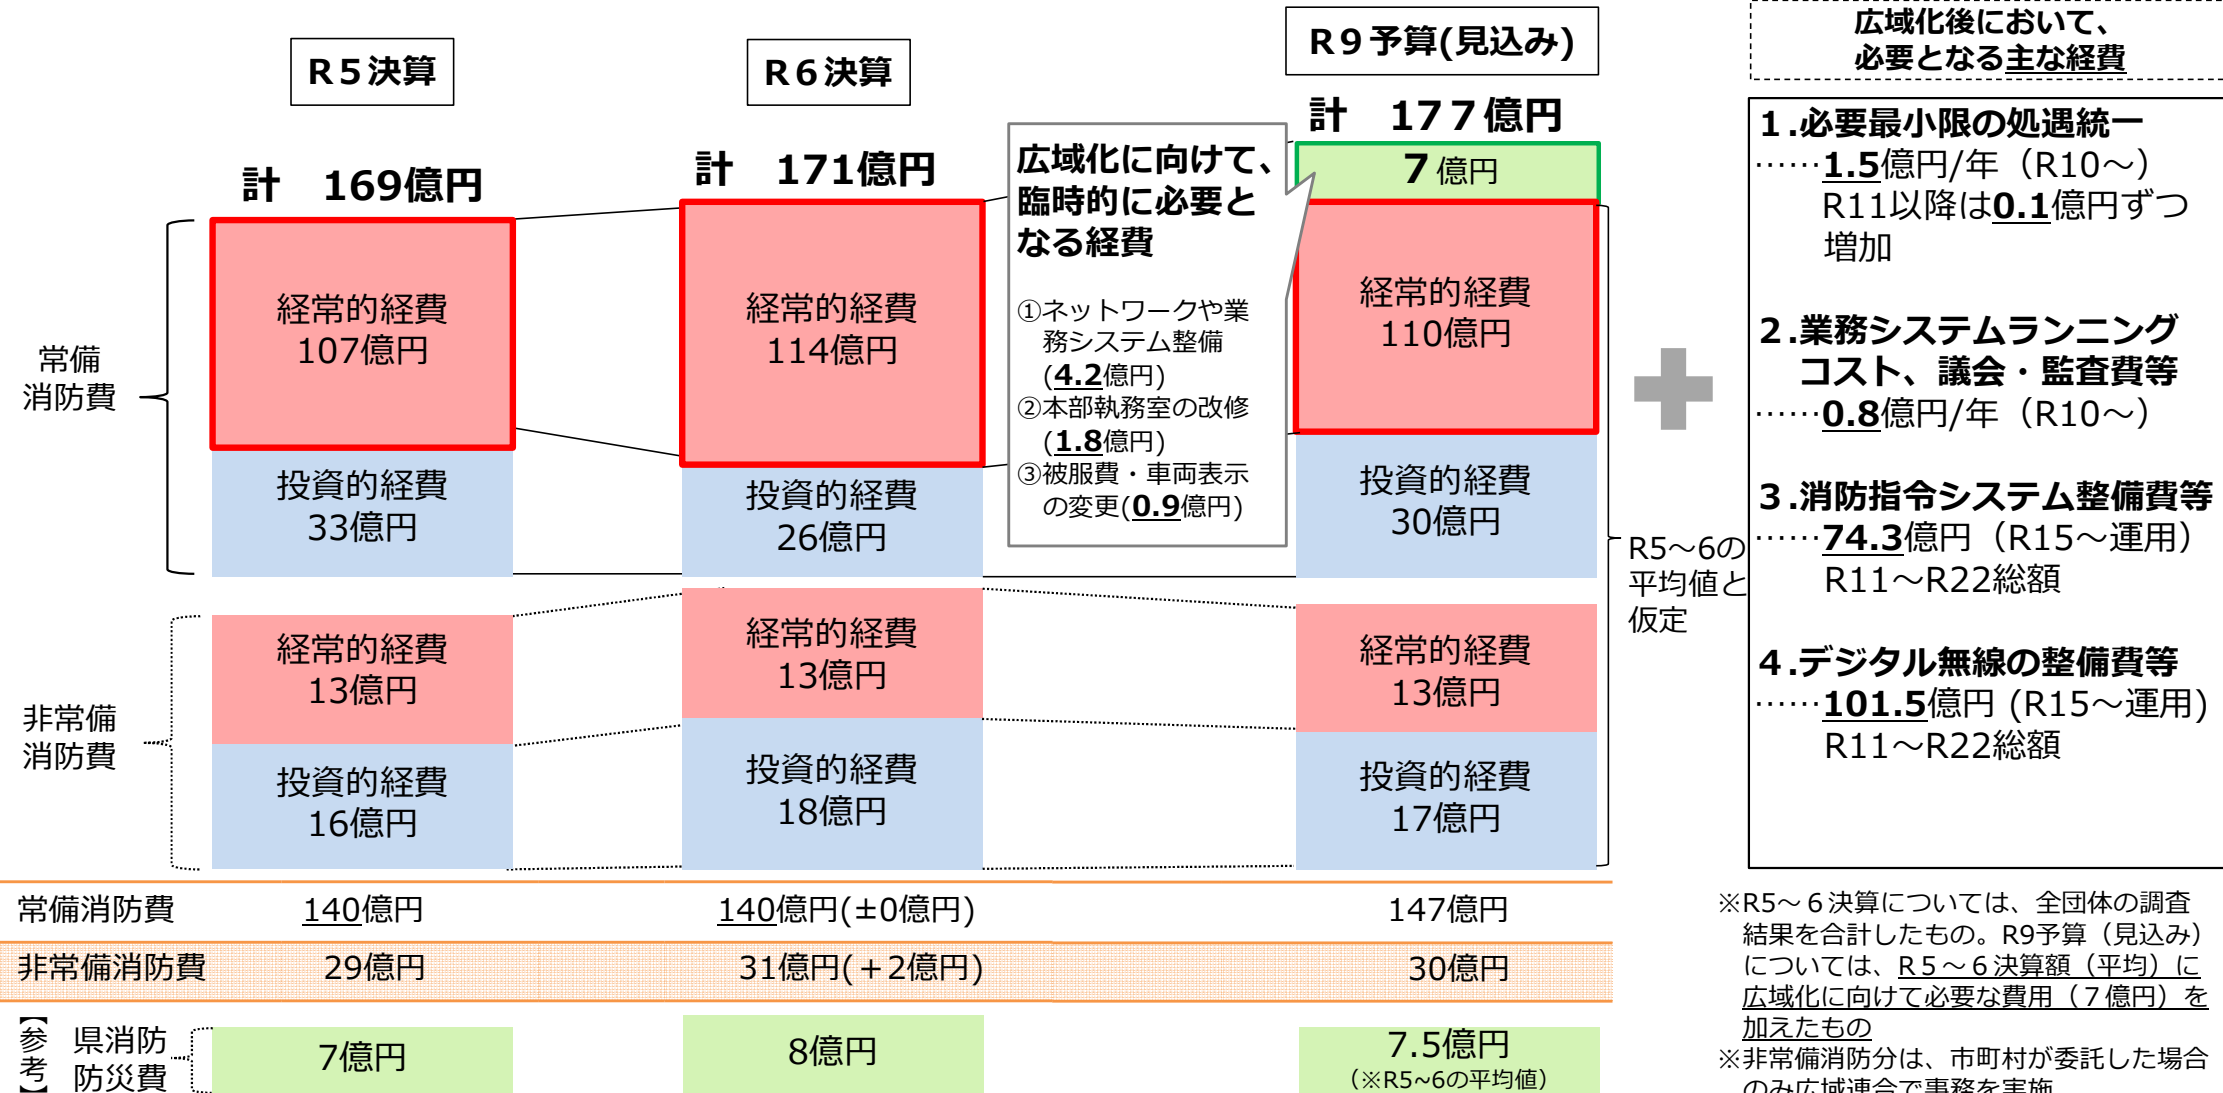 R5決算
計 169億円
常備
消防費
経常的経費
107億円
投資的経費
33億円
非常備
消防費
経常的経費
13億円
投資的経費
16億円
R6決算
計 171億円
経常的経費
114億円
投資的経費
26億円
経常的経費
13億円
投資的経費
18億円
広域化に向けて、
臨時的に必要と
なる経費
①ネットワークや業
務システム整備
(4.2億円)
②本部執務室の改修
(1.8億円)
③被服費・車両表示
の変更(0.9億円)
R9予算(見込み)
計 177億円
7億円
経常的経費
110億円
投資的経費
30億円
経常的経費
13億円
投資的経費
17億円
R5～6の
平均値と
仮定
広域化後において、
必要となる主な経費
1.必要最小限の処遇統一
……1.5億円/年（R10～）
R11以降は0.1億円ずつ
増加
2.業務システムランニング
コスト、議会・監査費等
……0.8億円/年（R10～）
3.消防指令システム整備費等
……74.3億円（R15～運用）
R11～R22総額
4.デジタル無線の整備費等
……101.5億円 (R15～運用)
R11～R22総額
常備消防費 140億円 140億円(±0億円) 147億円
非常備消防費 29億円 31億円(+2億円) 30億円
【参考】
県消防
防災費
7億円
8億円
7.5億円
（※R5~6の平均値）
※R5～6決算については、全団体の調査
結果を合計したもの。R9予算（見込み）
については、R5～6決算額（平均）に
広域化に向けて必要な費用（7億円）を
加えたもの
※非常備消防分は、市町村が委託した場合
のみ広域連合で事務を実施